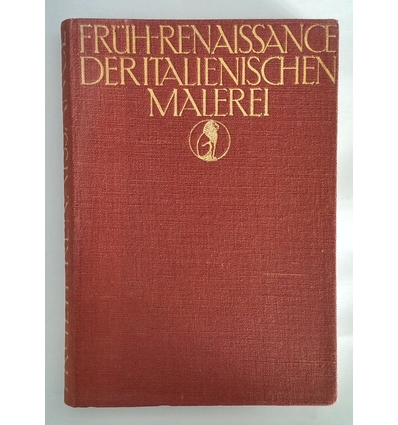 FRÜH-RENAISSANCE
DER ITALIENISCHEN
MALEREI